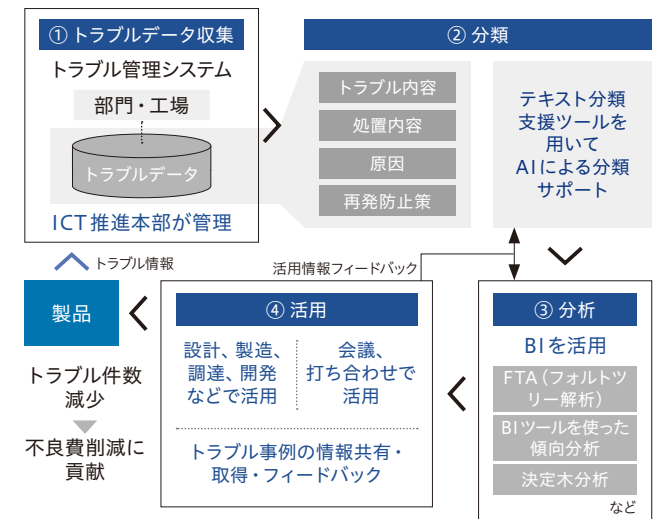 ① トラブルデータ収集
トラブル管理システム
部門・工場
トラブルデータ
ICT推進本部が管理
② 分類
トラブル内容
処置内容
原因
再発防止策
テキスト分類
支援ツールを
用いて
AIによる分類
サポート
トラブル情報
活用情報フィードバック
③ 分析
BIを活用
FTA(フォルトツ
リー解析)
BIツールを使った
傾向分析
決定木分析
など
④ 活用
設計、製造、
調達、開発
などで活用
会議、
打ち合わせで
活用
トラブル事例の情報共有・
取得・フィードバック
製品
トラブル件数
減少
不良費削減に
貢献